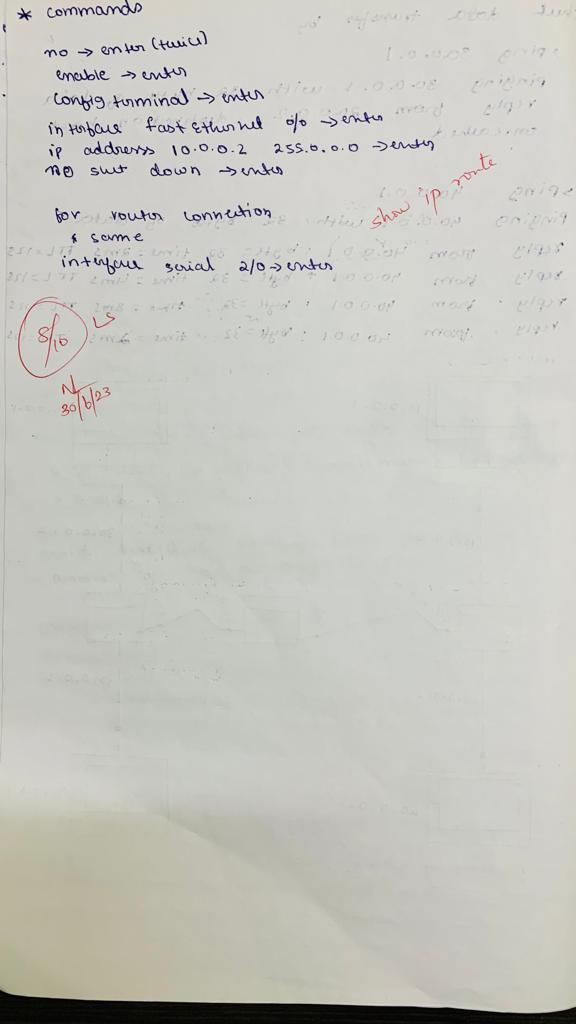 * commands
no → enter (twice)
enable → enter
config terminal → enter
interface fast Ethernet 0/0 → enter
ip address 10.0.0.2 255.0.0.0 → enter
no sut down → enter
for router connection
* same
interface serial 2/0 → enter
show ip route
8/10
30/6/23